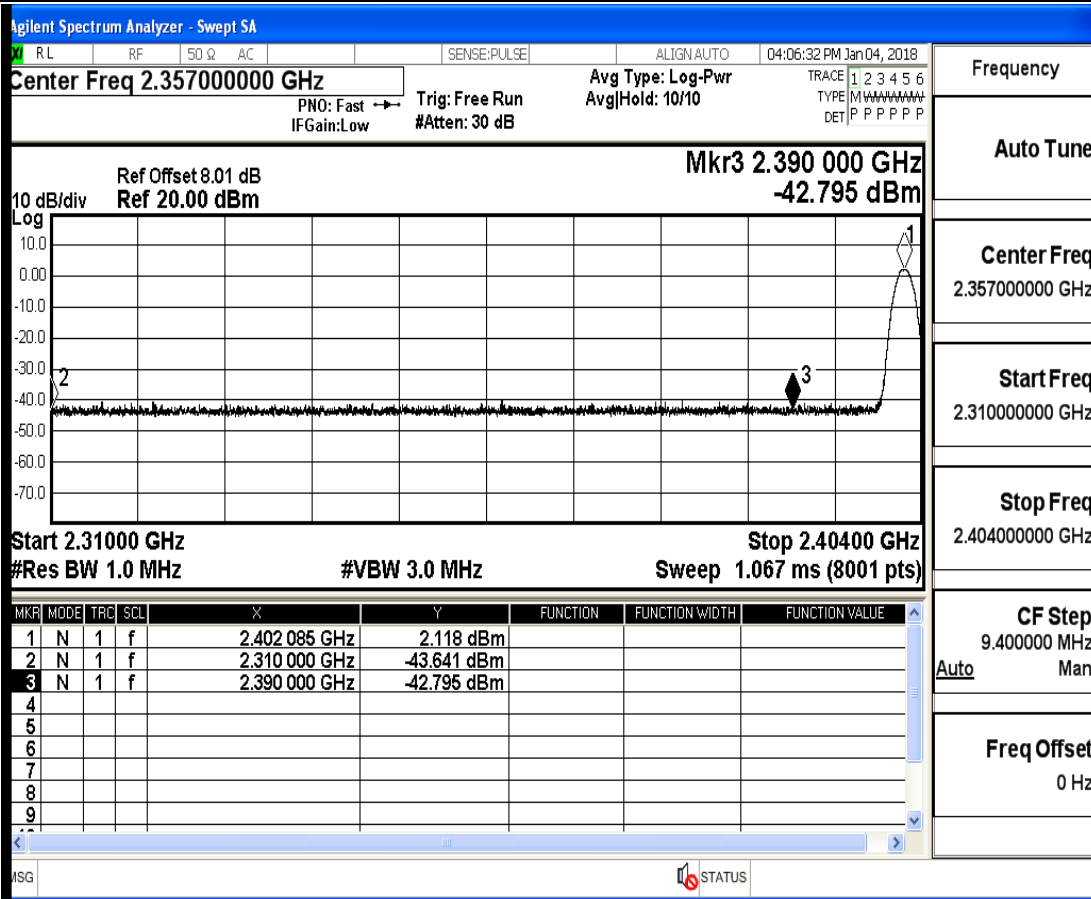 Agilent Spectrum Analyzer - Swept SA
RL RF 50 Ω AC SENSE:PULSE ALIGN AUTO 04:06:32 PM Jan 04, 2018
Center Freq 2.357000000 GHz
PNO: Fast
IFGain:Low
Trig: Free Run
#Atten: 30 dB
Avg Type: Log-Pwr
Avg|Hold: 10/10
TRACE 1 2 3 4 5 6
TYPE M
DET P P P P P P
Mkr3 2.390 000 GHz
-42.795 dBm
Ref Offset 8.01 dB
10 dB/div Ref 20.00 dBm
Log
10.0
0.00
-10.0
-20.0
-30.0
-40.0
-50.0
-60.0
-70.0
1
2
3
Start 2.31000 GHz Stop 2.40400 GHz
#Res BW 1.0 MHz #VBW 3.0 MHz Sweep 1.067 ms (8001 pts)
MKR MODE TRC SCL X Y FUNCTION FUNCTION WIDTH FUNCTION VALUE
1 N 1 f 2.402 085 GHz 2.118 dBm
2 N 1 f 2.310 000 GHz -43.641 dBm
3 N 1 f 2.390 000 GHz -42.795 dBm
4
5
6
7
8
9
MSG STATUS
Frequency
Auto Tune
Center Freq
2.357000000 GHz
Start Freq
2.310000000 GHz
Stop Freq
2.404000000 GHz
CF Step
9.400000 MHz
Auto Man
Freq Offset
0 Hz